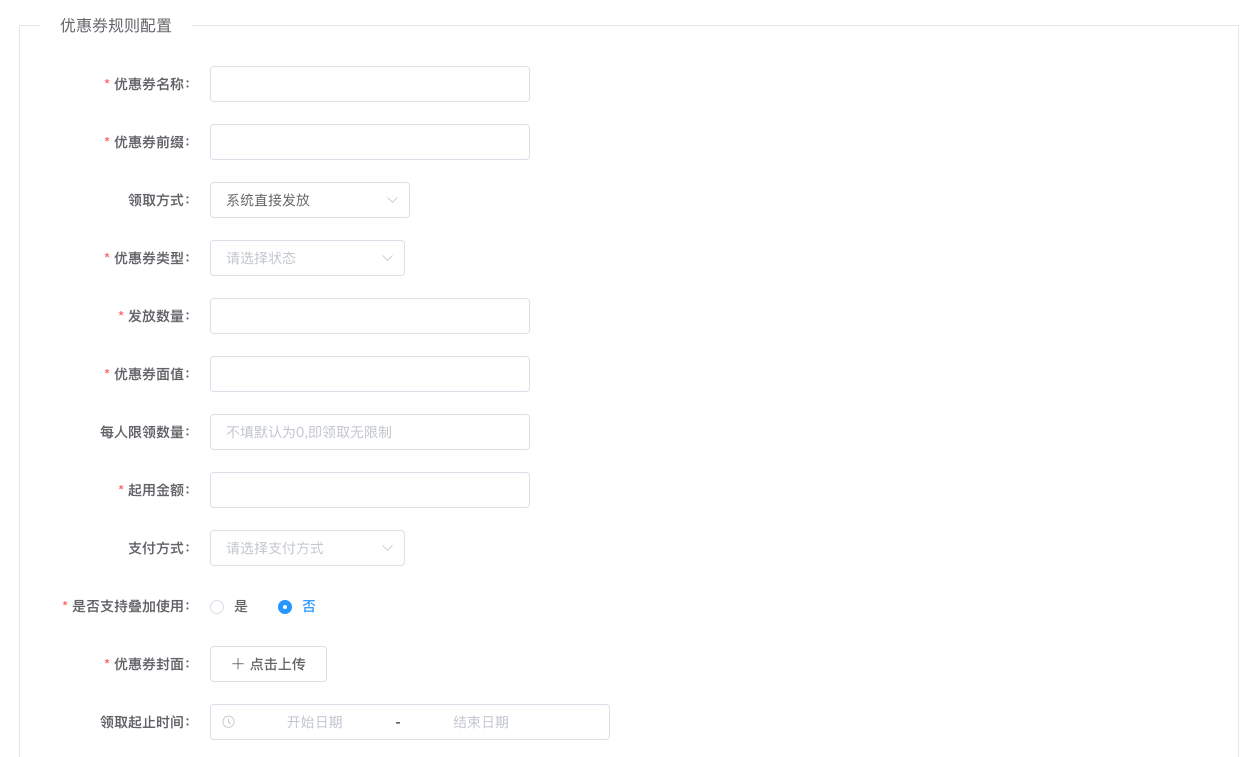 优惠券规则配置
* 优惠券名称:
* 优惠券前缀:
领取方式: 系统直接发放
* 优惠券类型: 请选择状态
* 发放数量:
* 优惠券面值:
每人限领数量: 不填默认为0,即领取无限制
* 起用金额:
支付方式: 请选择支付方式
* 是否支持叠加使用: 是 否
* 优惠券封面: + 点击上传
领取起止时间: 开始日期 - 结束日期